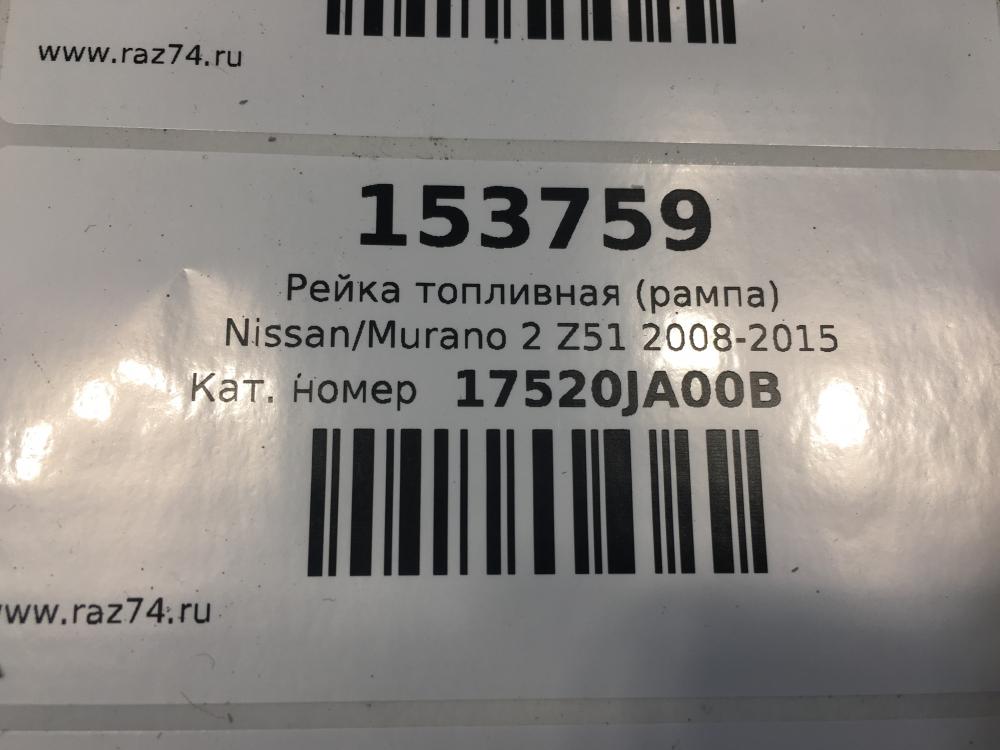 www.raz74.ru
153759
Рейка топливная (рампа)
Nissan/Murano 2 Z51 2008-2015
Кат. номер 17520JA00B
www.raz74.ru